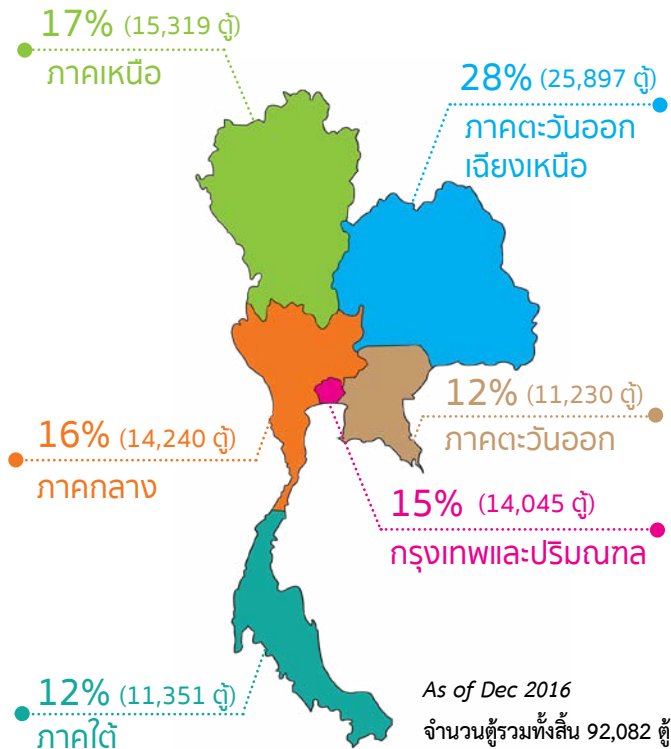 17% (15,319 ตู้)
ภาคเหนือ
28% (25,897 ตู้)
ภาคตะวันออก
เฉียงเหนือ
12% (11,230 ตู้)
ภาคตะวันออก
16% (14,240 ตู้)
ภาคกลาง
15% (14,045 ตู้)
กรุงเทพและปริมณฑล
12% (11,351 ตู้)
ภาคใต้
As of Dec 2016
จำนวนตู้รวมทั้งสิ้น 92,082 ตู้